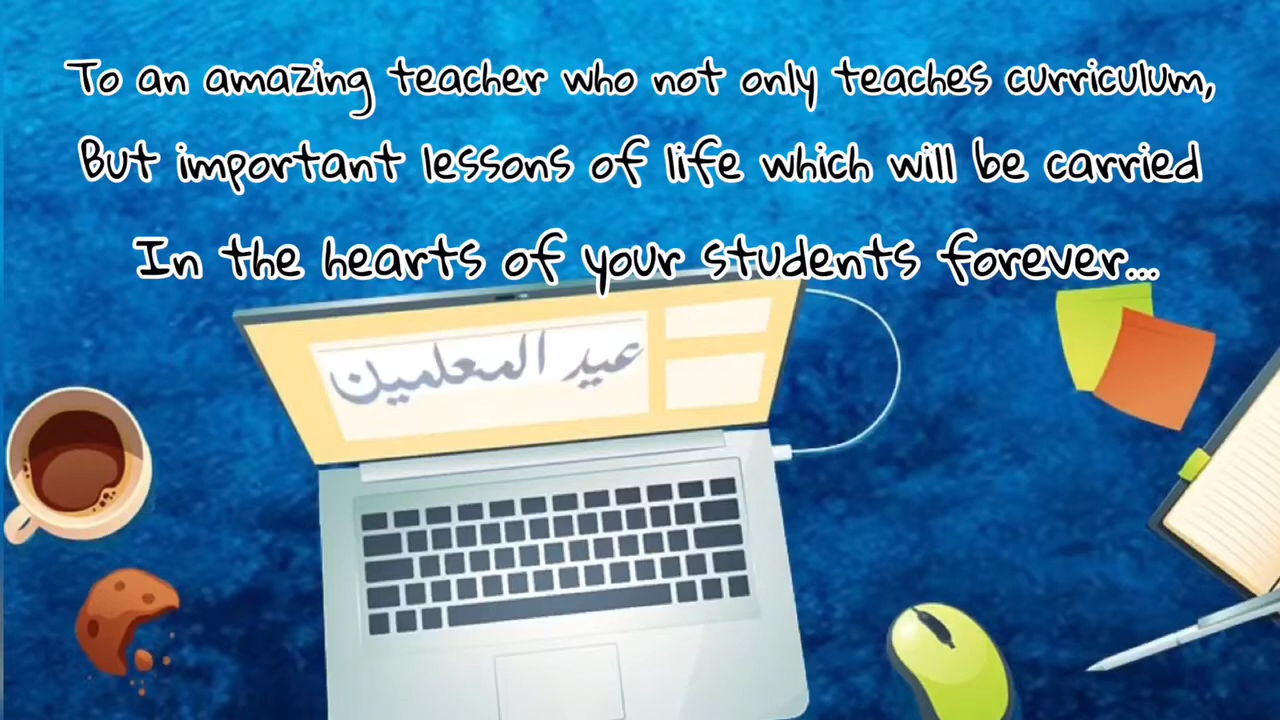 To an amazing teacher who not only teaches curriculum,
But important lessons of life which will be carried
In the hearts of your students forever...
عيد المعلمين